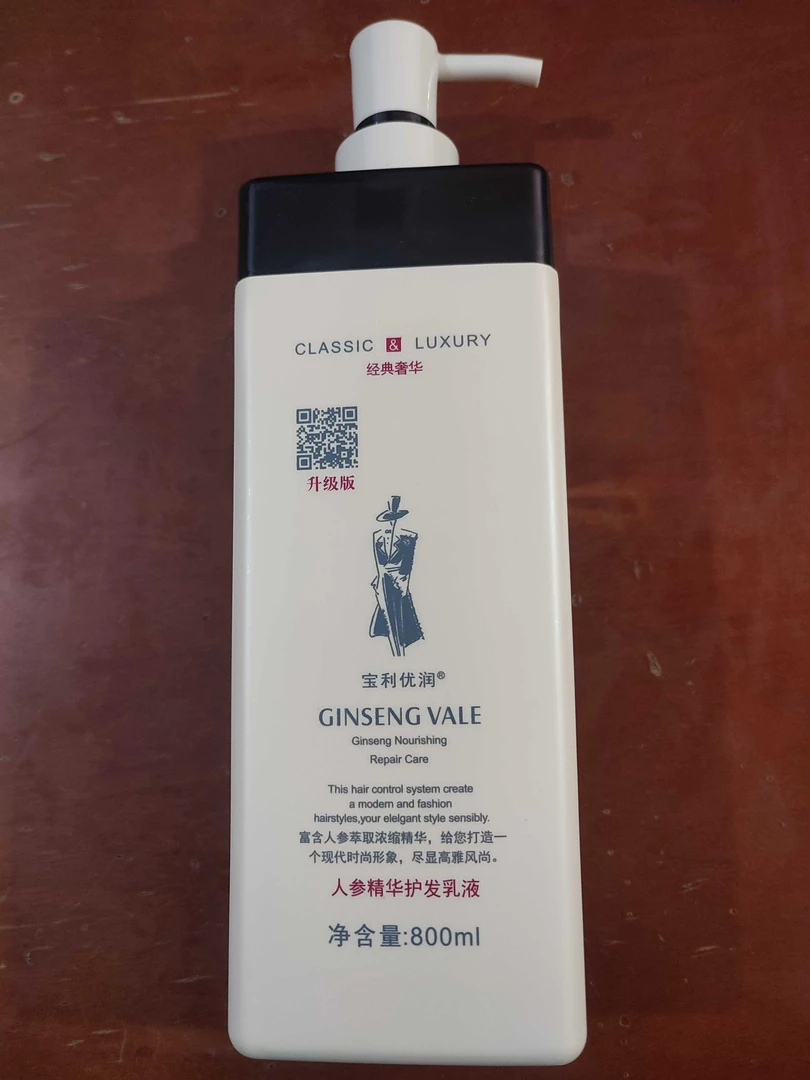 CLASSIC & LUXURY
经典奢华
升级版
宝利优润®
GINSENG VALE
Ginseng Nourishing
Repair Care
This hair control system create
a modern and fashion
hairstyles,your elelgant style sensibly.
富含人参萃取浓缩精华，给您打造一
个现代时尚形象，尽显高雅风尚。
人参精华护发乳液
净含量:800ml